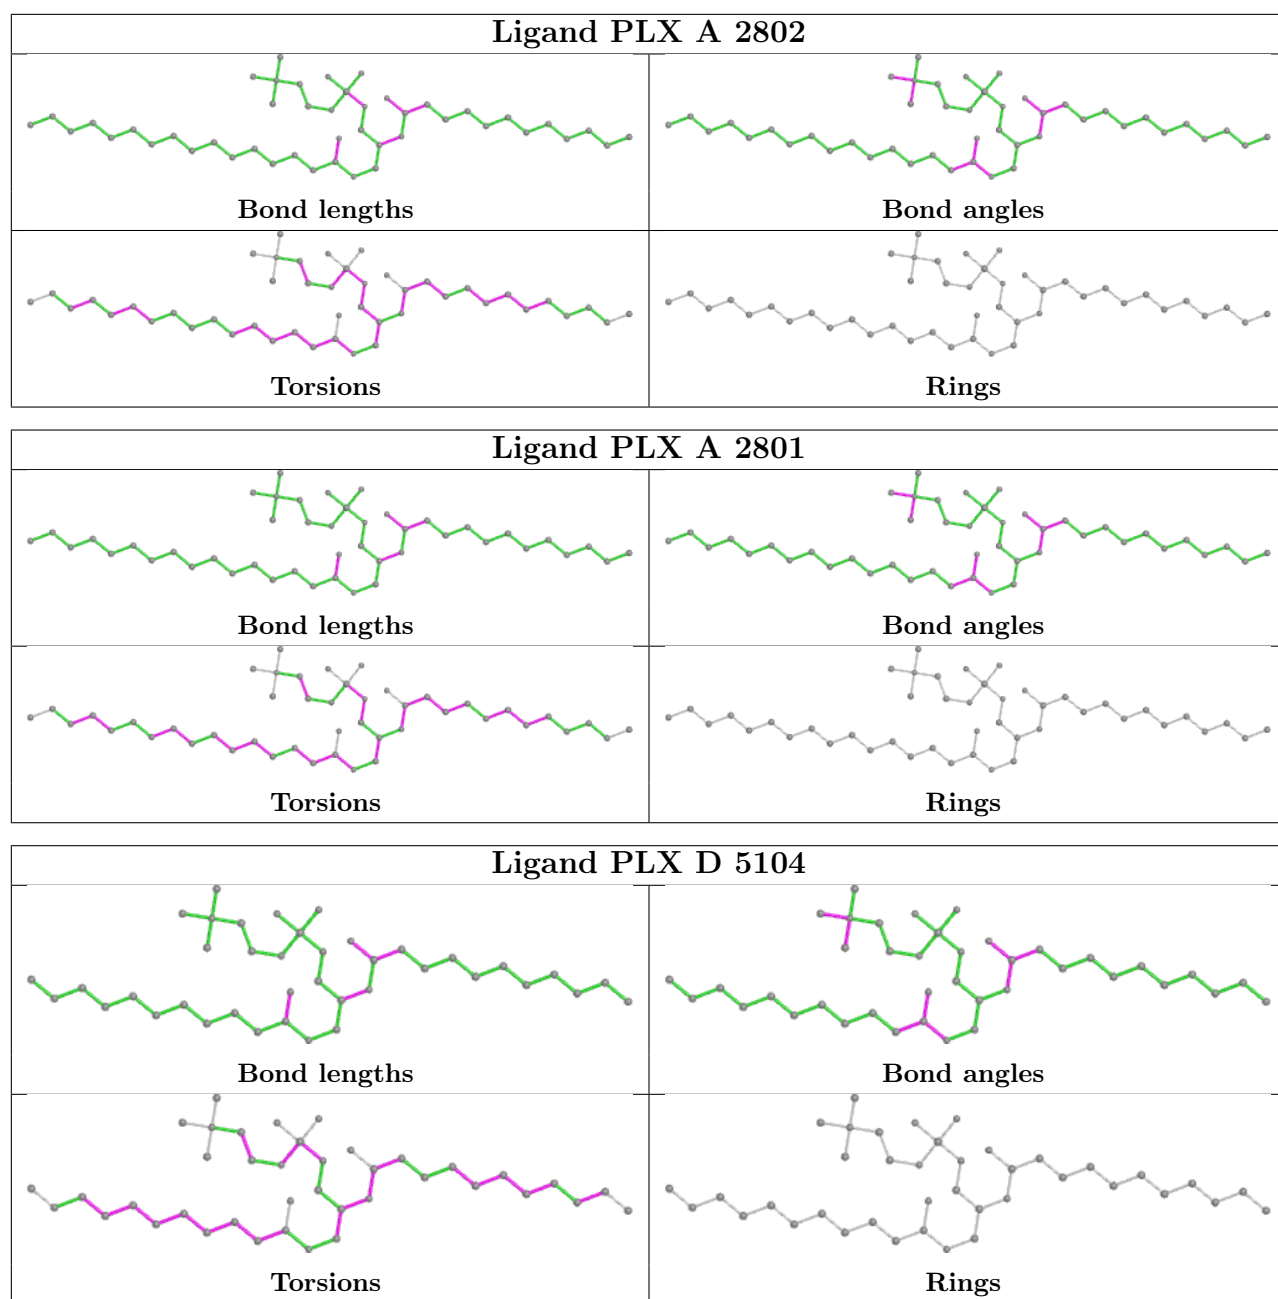 Ligand PLX A 2802
Bond lengths
Bond angles
Torsions
Rings
Ligand PLX A 2801
Bond lengths
Bond angles
Torsions
Rings
Ligand PLX D 5104
Bond lengths
Bond angles
Torsions
Rings